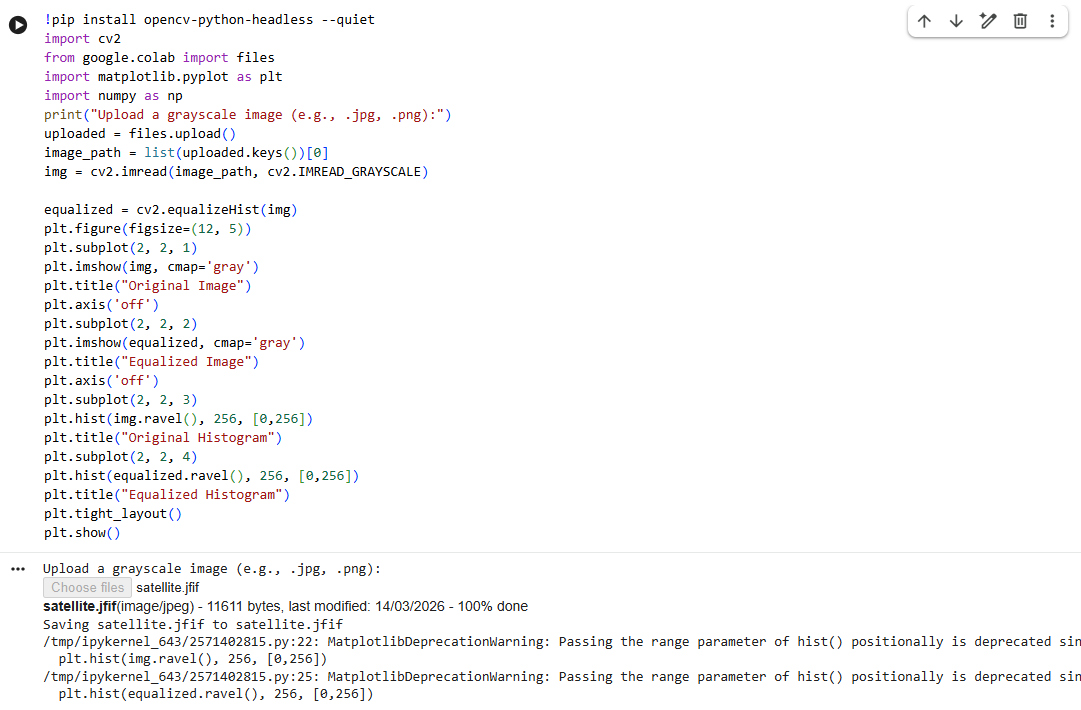 !pip install opencv-python-headless --quiet
import cv2
from google.colab import files
import matplotlib.pyplot as plt
import numpy as np
print("Upload a grayscale image (e.g., .jpg, .png):")
uploaded = files.upload()
image_path = list(uploaded.keys())[0]
img = cv2.imread(image_path, cv2.IMREAD_GRAYSCALE)
equalized = cv2.equalizeHist(img)
plt.figure(figsize=(12, 5))
plt.subplot(2, 2, 1)
plt.imshow(img, cmap='gray')
plt.title("Original Image")
plt.axis('off')
plt.subplot(2, 2, 2)
plt.imshow(equalized, cmap='gray')
plt.title("Equalized Image")
plt.axis('off')
plt.subplot(2, 2, 3)
plt.hist(img.ravel(), 256, [0,256])
plt.title("Original Histogram")
plt.subplot(2, 2, 4)
plt.hist(equalized.ravel(), 256, [0,256])
plt.title("Equalized Histogram")
plt.tight_layout()
plt.show()
Upload a grayscale image (e.g., .jpg, .png):
Choose files satellite.jfif
satellite.jfif(image/jpeg) - 11611 bytes, last modified: 14/03/2026 - 100% done
Saving satellite.jfif to satellite.jfif
/tmp/ipykernel_643/2571402815.py:22: MatplotlibDeprecationWarning: Passing the range parameter of hist() positionally is deprecated sin
plt.hist(img.ravel(), 256, [0,256])
/tmp/ipykernel_643/2571402815.py:25: MatplotlibDeprecationWarning: Passing the range parameter of hist() positionally is deprecated sin
plt.hist(equalized.ravel(), 256, [0,256])